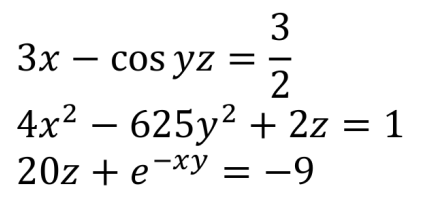 3x − cos yz = 3/2
4x² − 625y² + 2z = 1
20z + e^{−xy} = −9